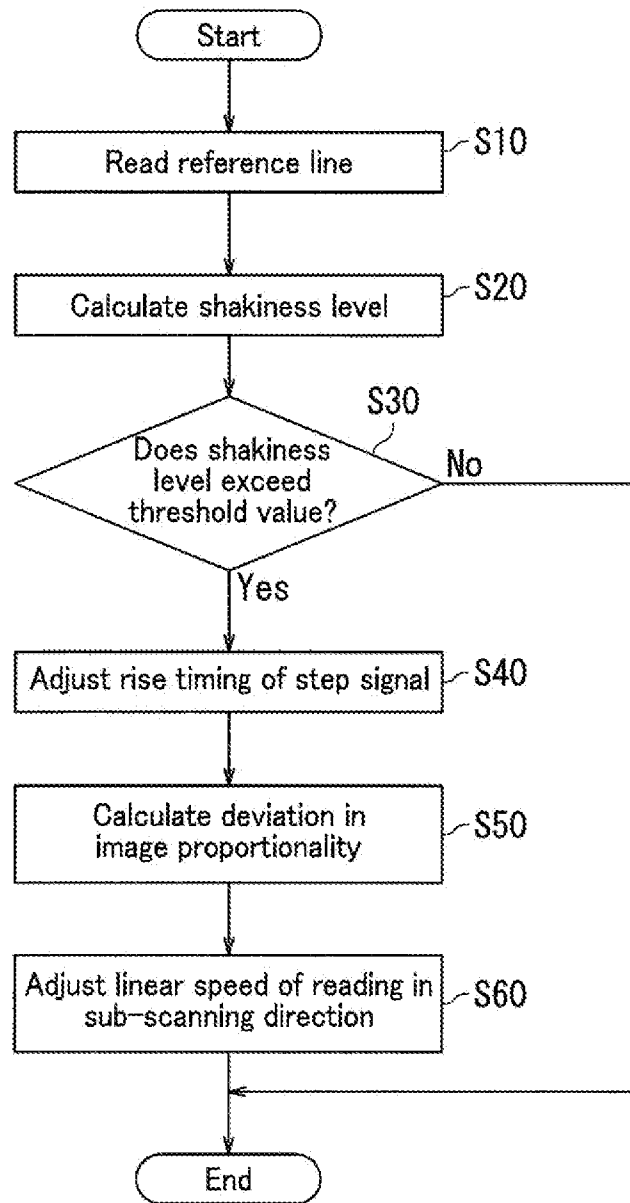 Start
Read reference line
S10
Calculate shakiness level
S20
S30
Does shakiness
level exceed
threshold value?
No
Yes
Adjust rise timing of step signal
S40
Calculate deviation in
image proportionality
S50
Adjust linear speed of reading in
sub-scanning direction
S60
End